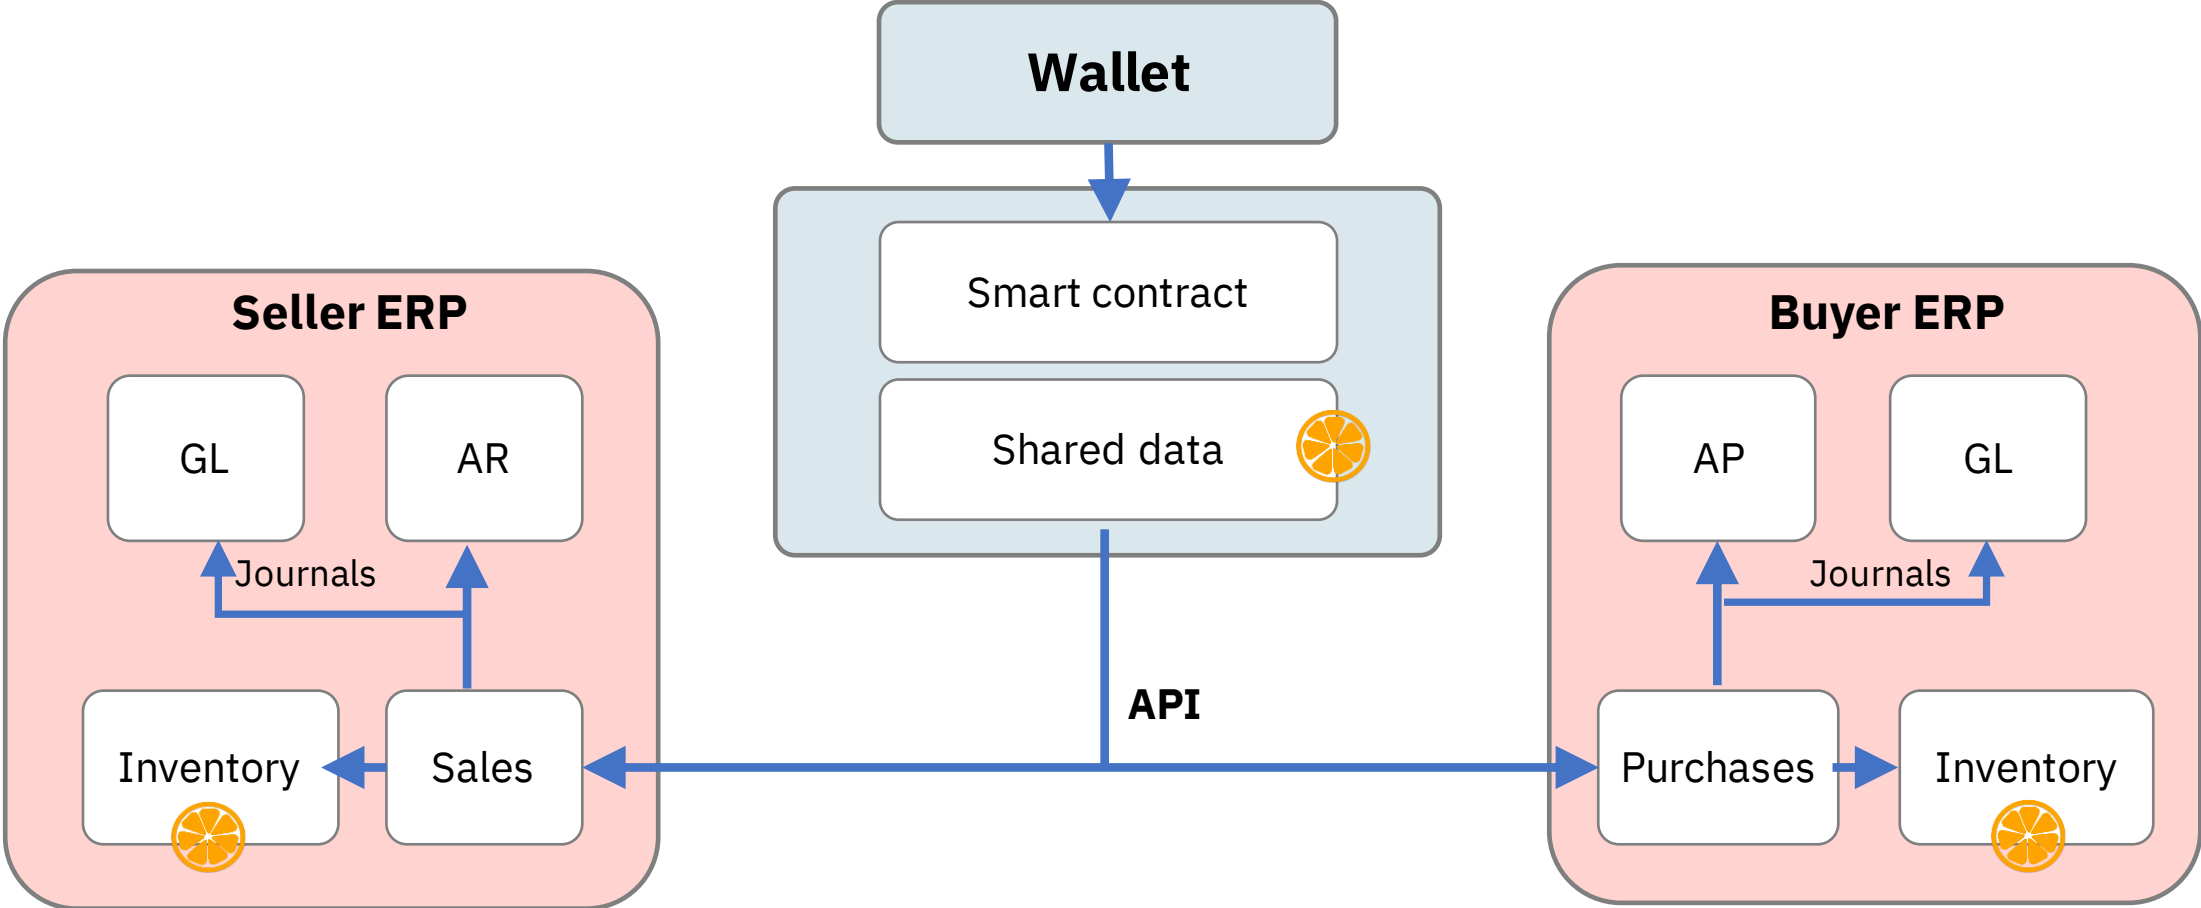 Wallet
Smart contract
Shared data
API
Seller ERP
GL
AR
Journals
Inventory
Sales
Buyer ERP
AP
GL
Journals
Purchases
Inventory